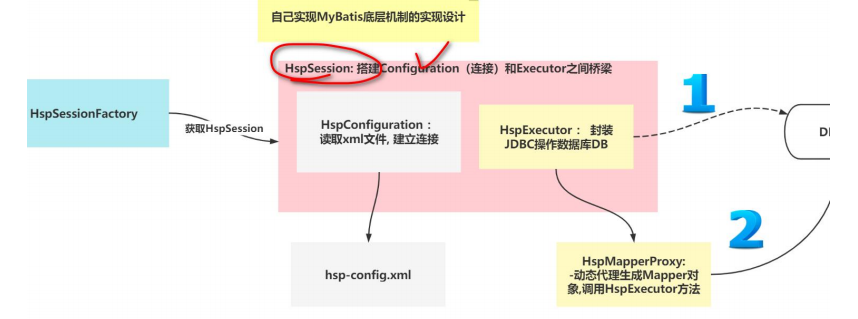 自己实现MyBatis底层机制的实现设计
HspSession: 搭建Configuration（连接）和Executor之间桥梁
HspSessionFactory
获取HspSession
HspConfiguration：
读取xml文件, 建立连接
HspExecutor： 封装
JDBC操作数据库DB
1
2
hsp-config.xml
HspMapperProxy:
-动态代理生成Mapper对
象,调用HspExecutor方法